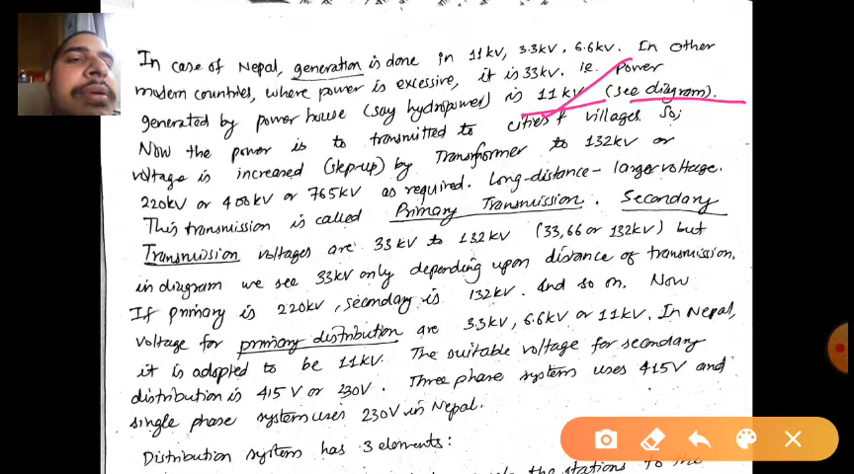 In case of Nepal, generation is done in 11kV, 3.3kV, 6.6kV. In other
modern countries, where power is excessive, it is 33kV. i.e. Power
generated by power house (say hydropower) is 11kV (see diagram).
Now the power is to transmitted to cities & villages so;
voltage is increased (step-up) by Transformer to 132kV or
220kV or 400kV or 765kV as required. Long-distance - larger voltage.
This transmission is called Primary Transmission. Secondary
Transmission voltages are 33kV to 132kV (33,66 or 132kV) but
in diagram we see 33kV only depending upon distance of transmission.
If primary is 220kV, secondary is 132kV. And so on. Now
voltage for primary distribution are 3.3kV, 6.6kV or 11kV. In Nepal,
it is adopted to be 11kV. The suitable voltage for secondary
distribution is 415V or 230V. Three phase system uses 415V and
single phase system uses 230V in Nepal.
Distribution system has 3 elements:
the stations to the